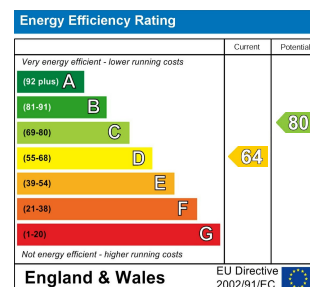 Energy Efficiency Rating
Current Potential
Very energy efficient - lower running costs
(92 plus) A
(81-91) B
(69-80) C
80
(55-68) D
64
(39-54) E
(21-38) F
(1-20) G
Not energy efficient - higher running costs
England & Wales
EU Directive
2002/91/EC